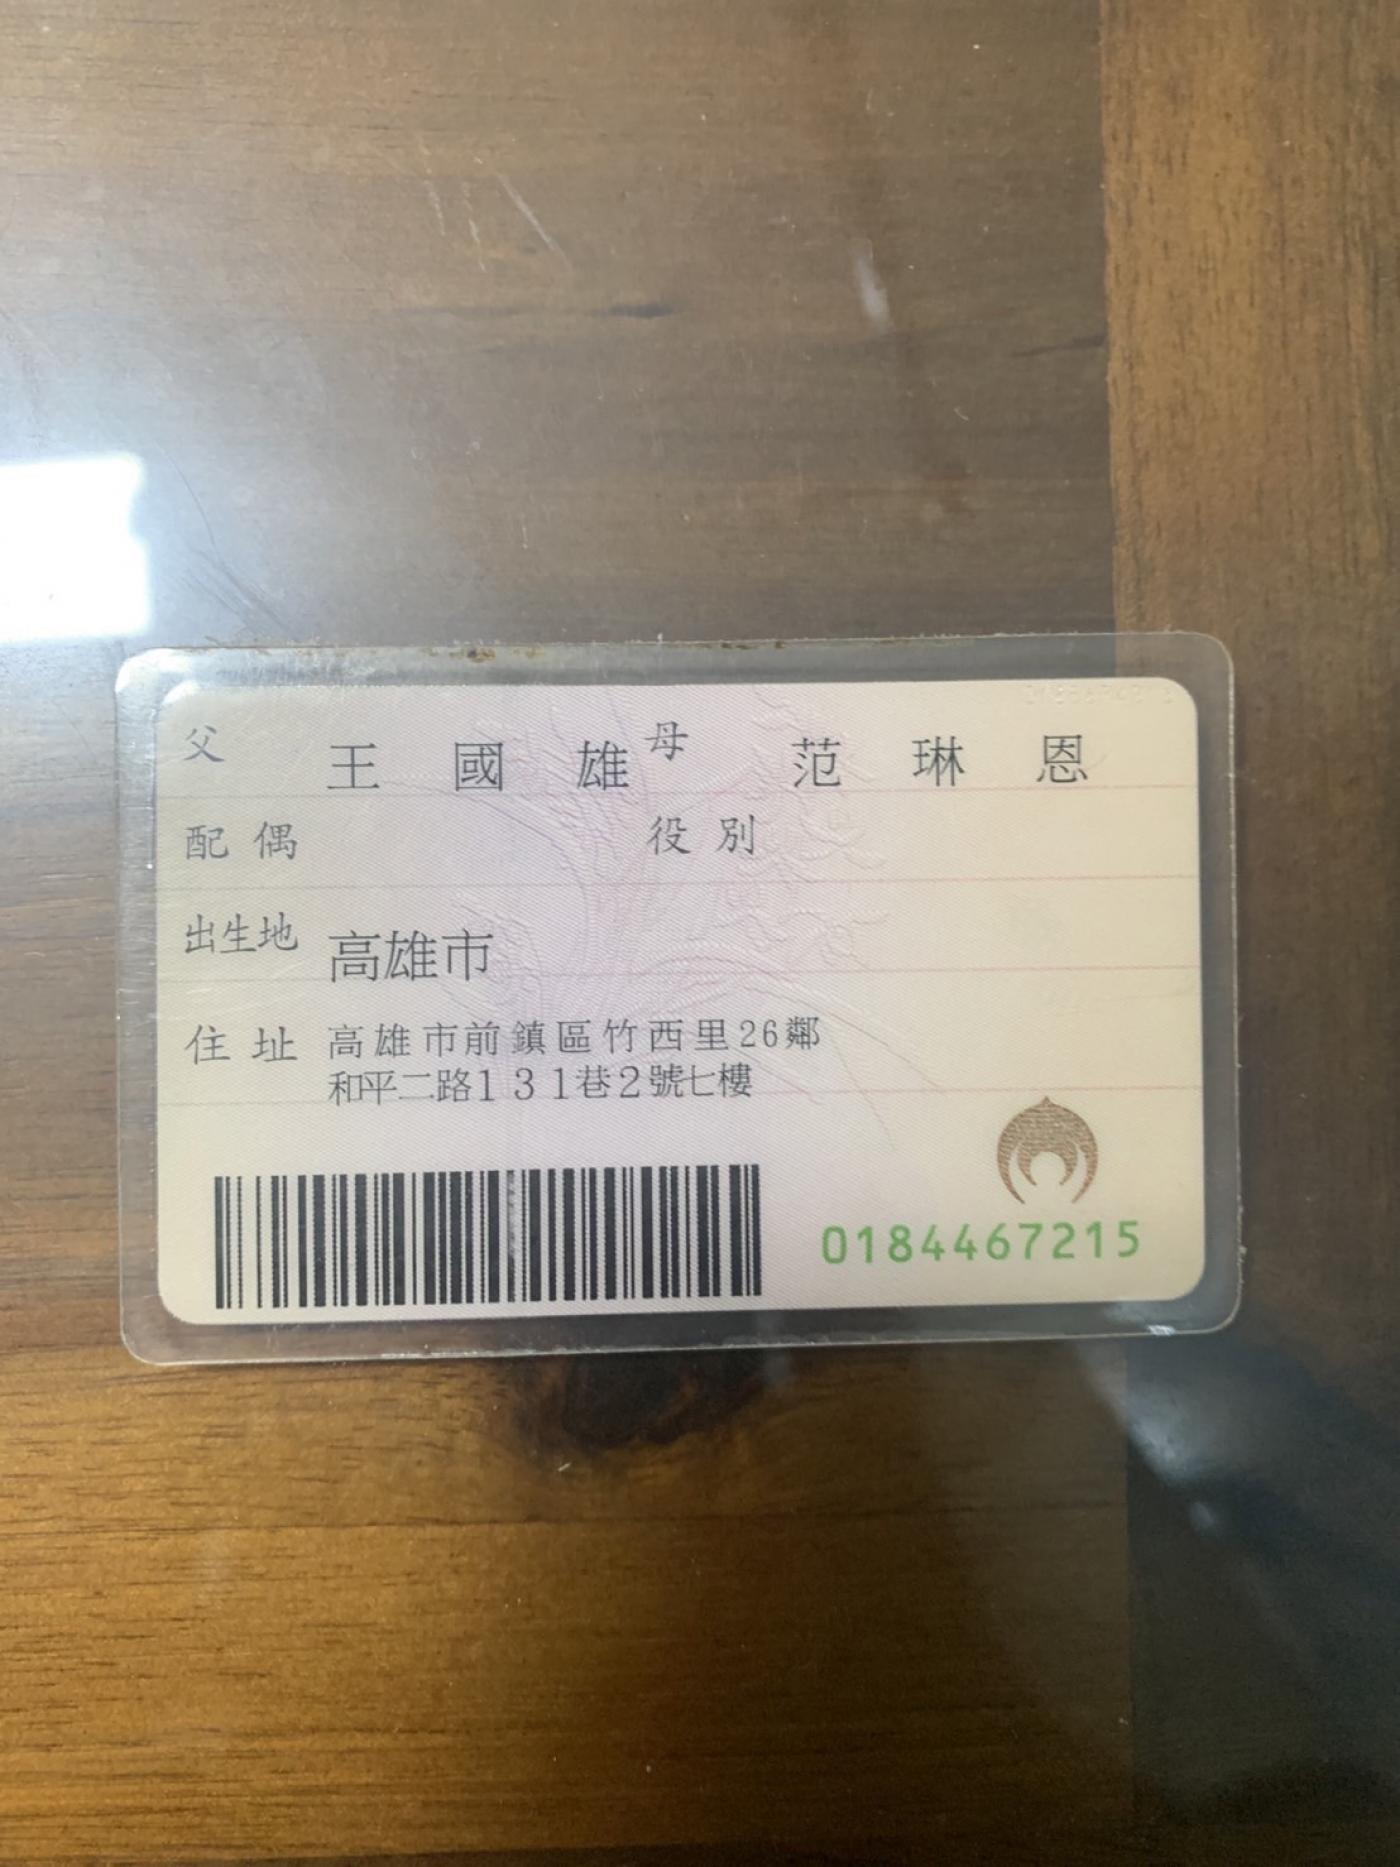 父 王國雄 母 范琳恩
配偶 役別
出生地 高雄市
住址 高雄市前鎮區竹西里26鄰
和平二路131巷2號七樓
0184467215